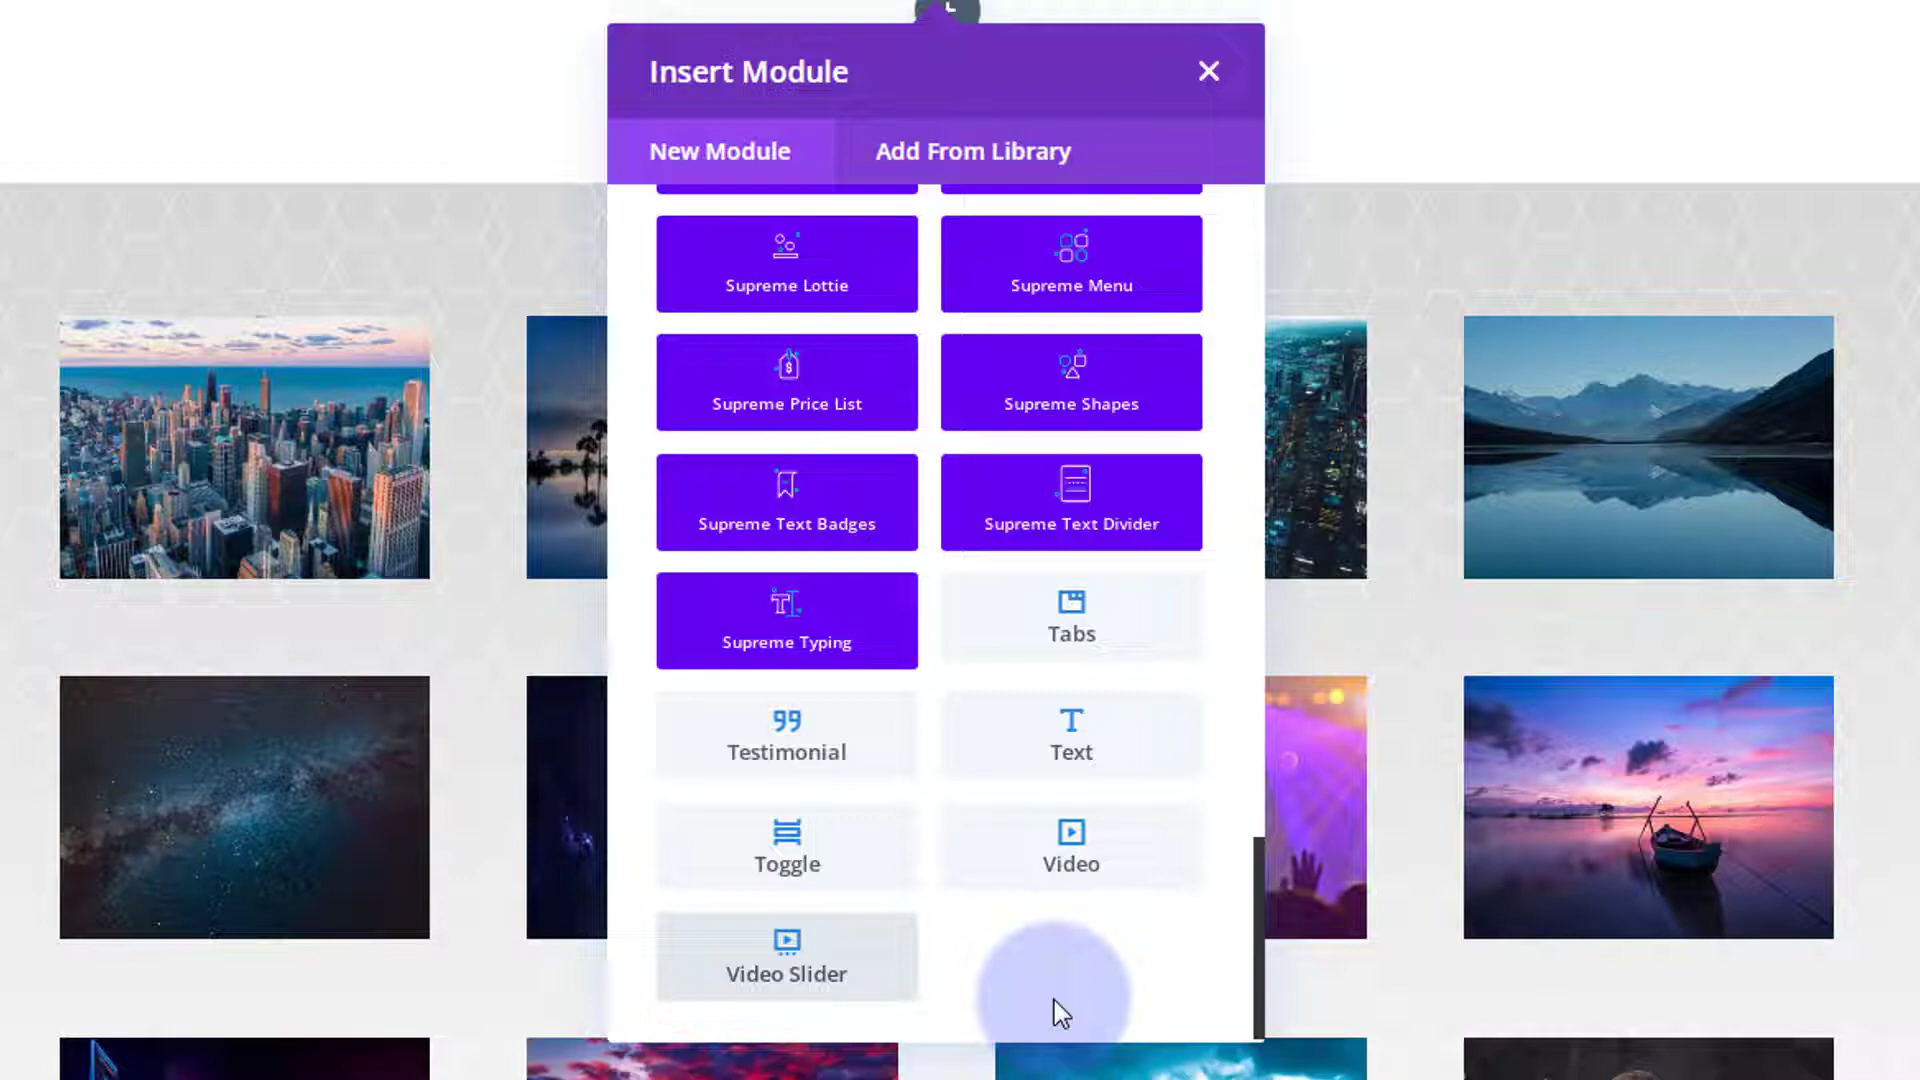 Insert Module
New Module
Add From Library
Supreme Lottie
Supreme Menu
Supreme Price List
Supreme Shapes
Supreme Text Badges
Supreme Text Divider
Supreme Typing
Tabs
Testimonial
Text
Toggle
Video
Video Slider